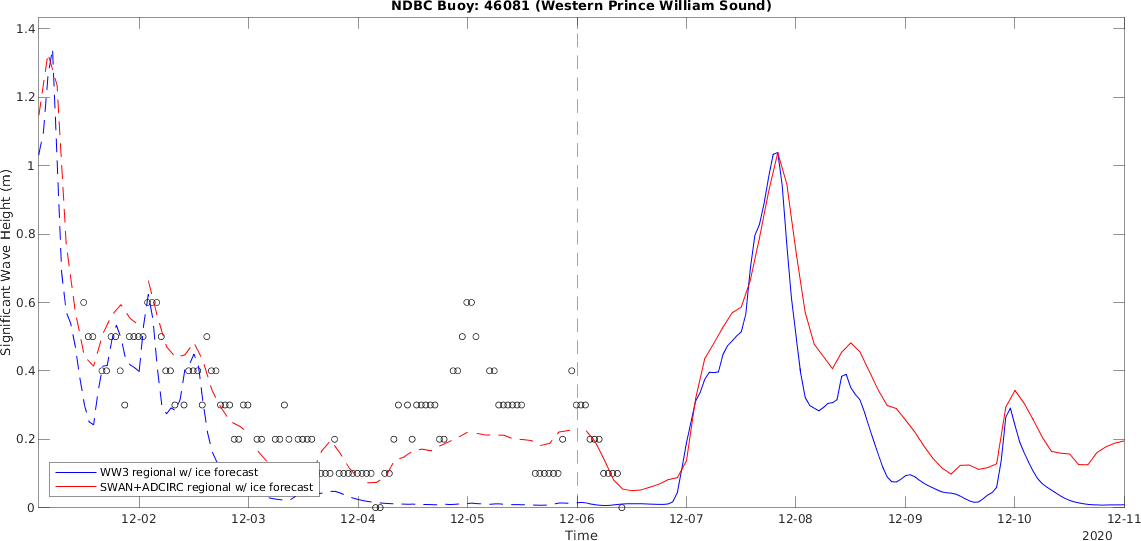 NDBC Buoy: 46081 (Western Prince William Sound)
1.4
1.2
1
0.8
0.6
0.4
0.2
0
Significant Wave Height (m)
WW3 regional w/ ice forecast
SWAN+ADCIRC regional w/ ice forecast
12-02 12-03 12-04 12-05 12-06 12-07 12-08 12-09 12-10 12-11
Time
2020